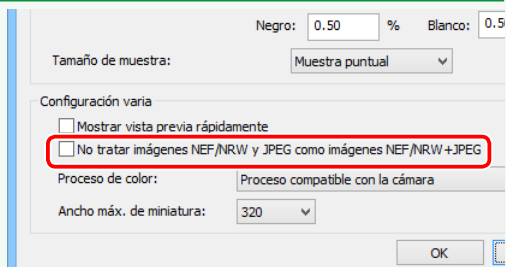 Negro: 0.50 % Blanco: 0.5
Tamaño de muestra: Muestra puntual
Configuración varia
Mostrar vista previa rápidamente
No tratar imágenes NEF/NRW y JPEG como imágenes NEF/NRW+JPEG
Proceso de color: Proceso compatible con la cámara
Ancho máx. de miniatura: 320
OK